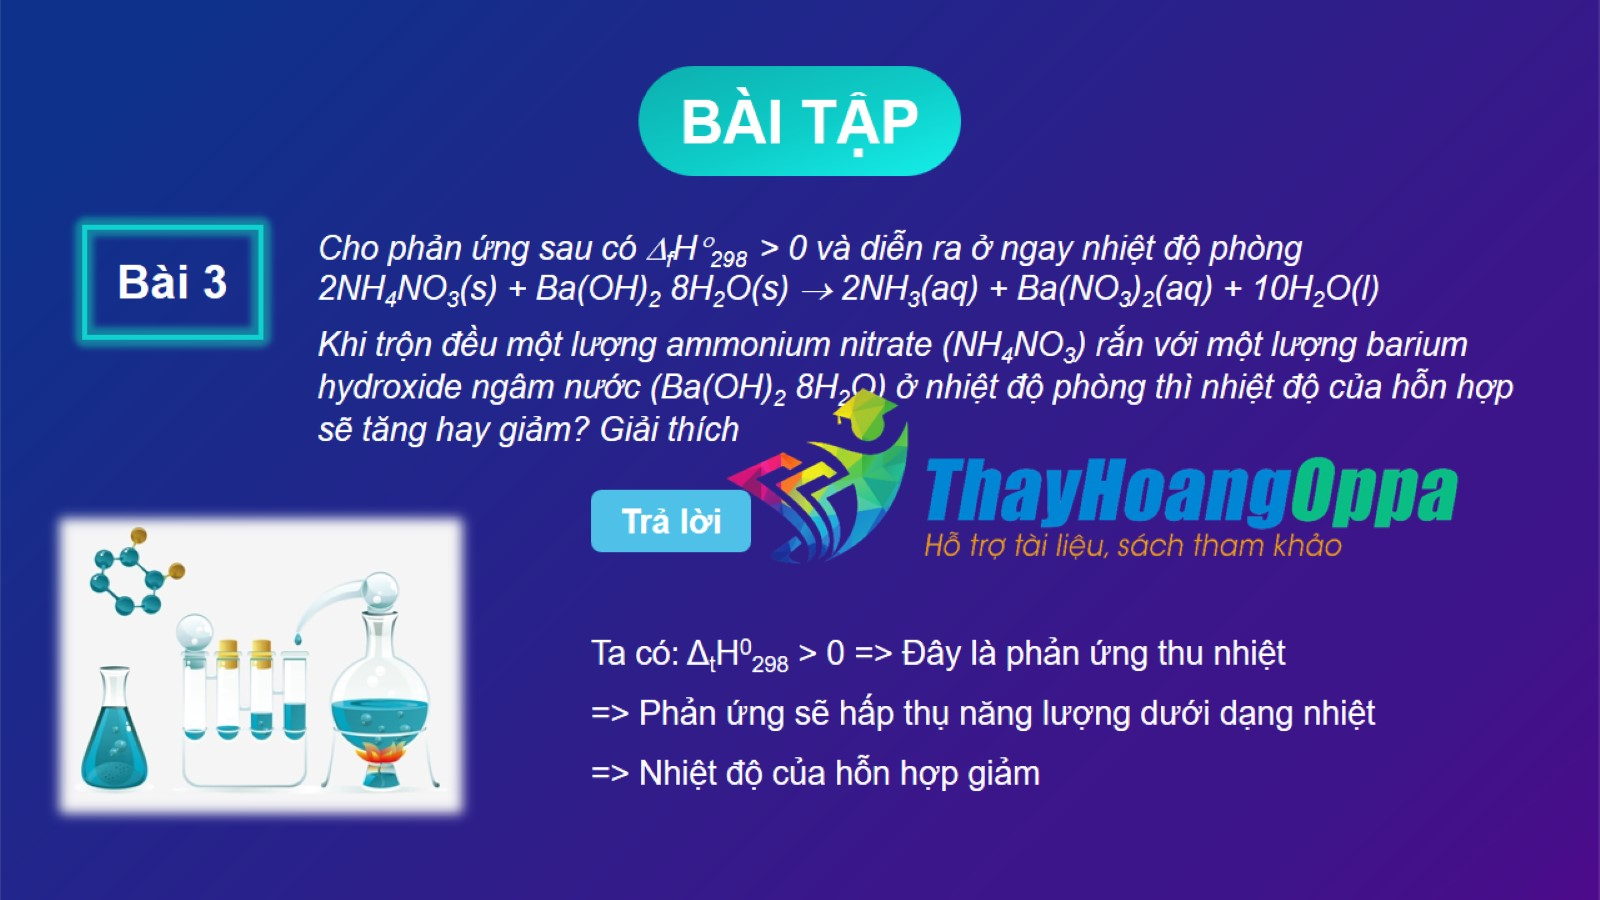 BÀI TẬP
Bài 3
Cho phản ứng sau có ΔfH°298 > 0 và diễn ra ở ngay nhiệt độ phòng
2NH4NO3(s) + Ba(OH)2 8H2O(s) → 2NH3(aq) + Ba(NO3)2(aq) + 10H2O(l)
Khi trộn đều một lượng ammonium nitrate (NH4NO3) rắn với một lượng barium
hydroxide ngâm nước (Ba(OH)2 8H2O) ở nhiệt độ phòng thì nhiệt độ của hỗn hợp
sẽ tăng hay giảm? Giải thích
ThayHoangOppa
Hỗ trợ tài liệu, sách tham khảo
Trả lời
Ta có: ΔtH⁰298 > 0 => Đây là phản ứng thu nhiệt
=> Phản ứng sẽ hấp thụ năng lượng dưới dạng nhiệt
=> Nhiệt độ của hỗn hợp giảm